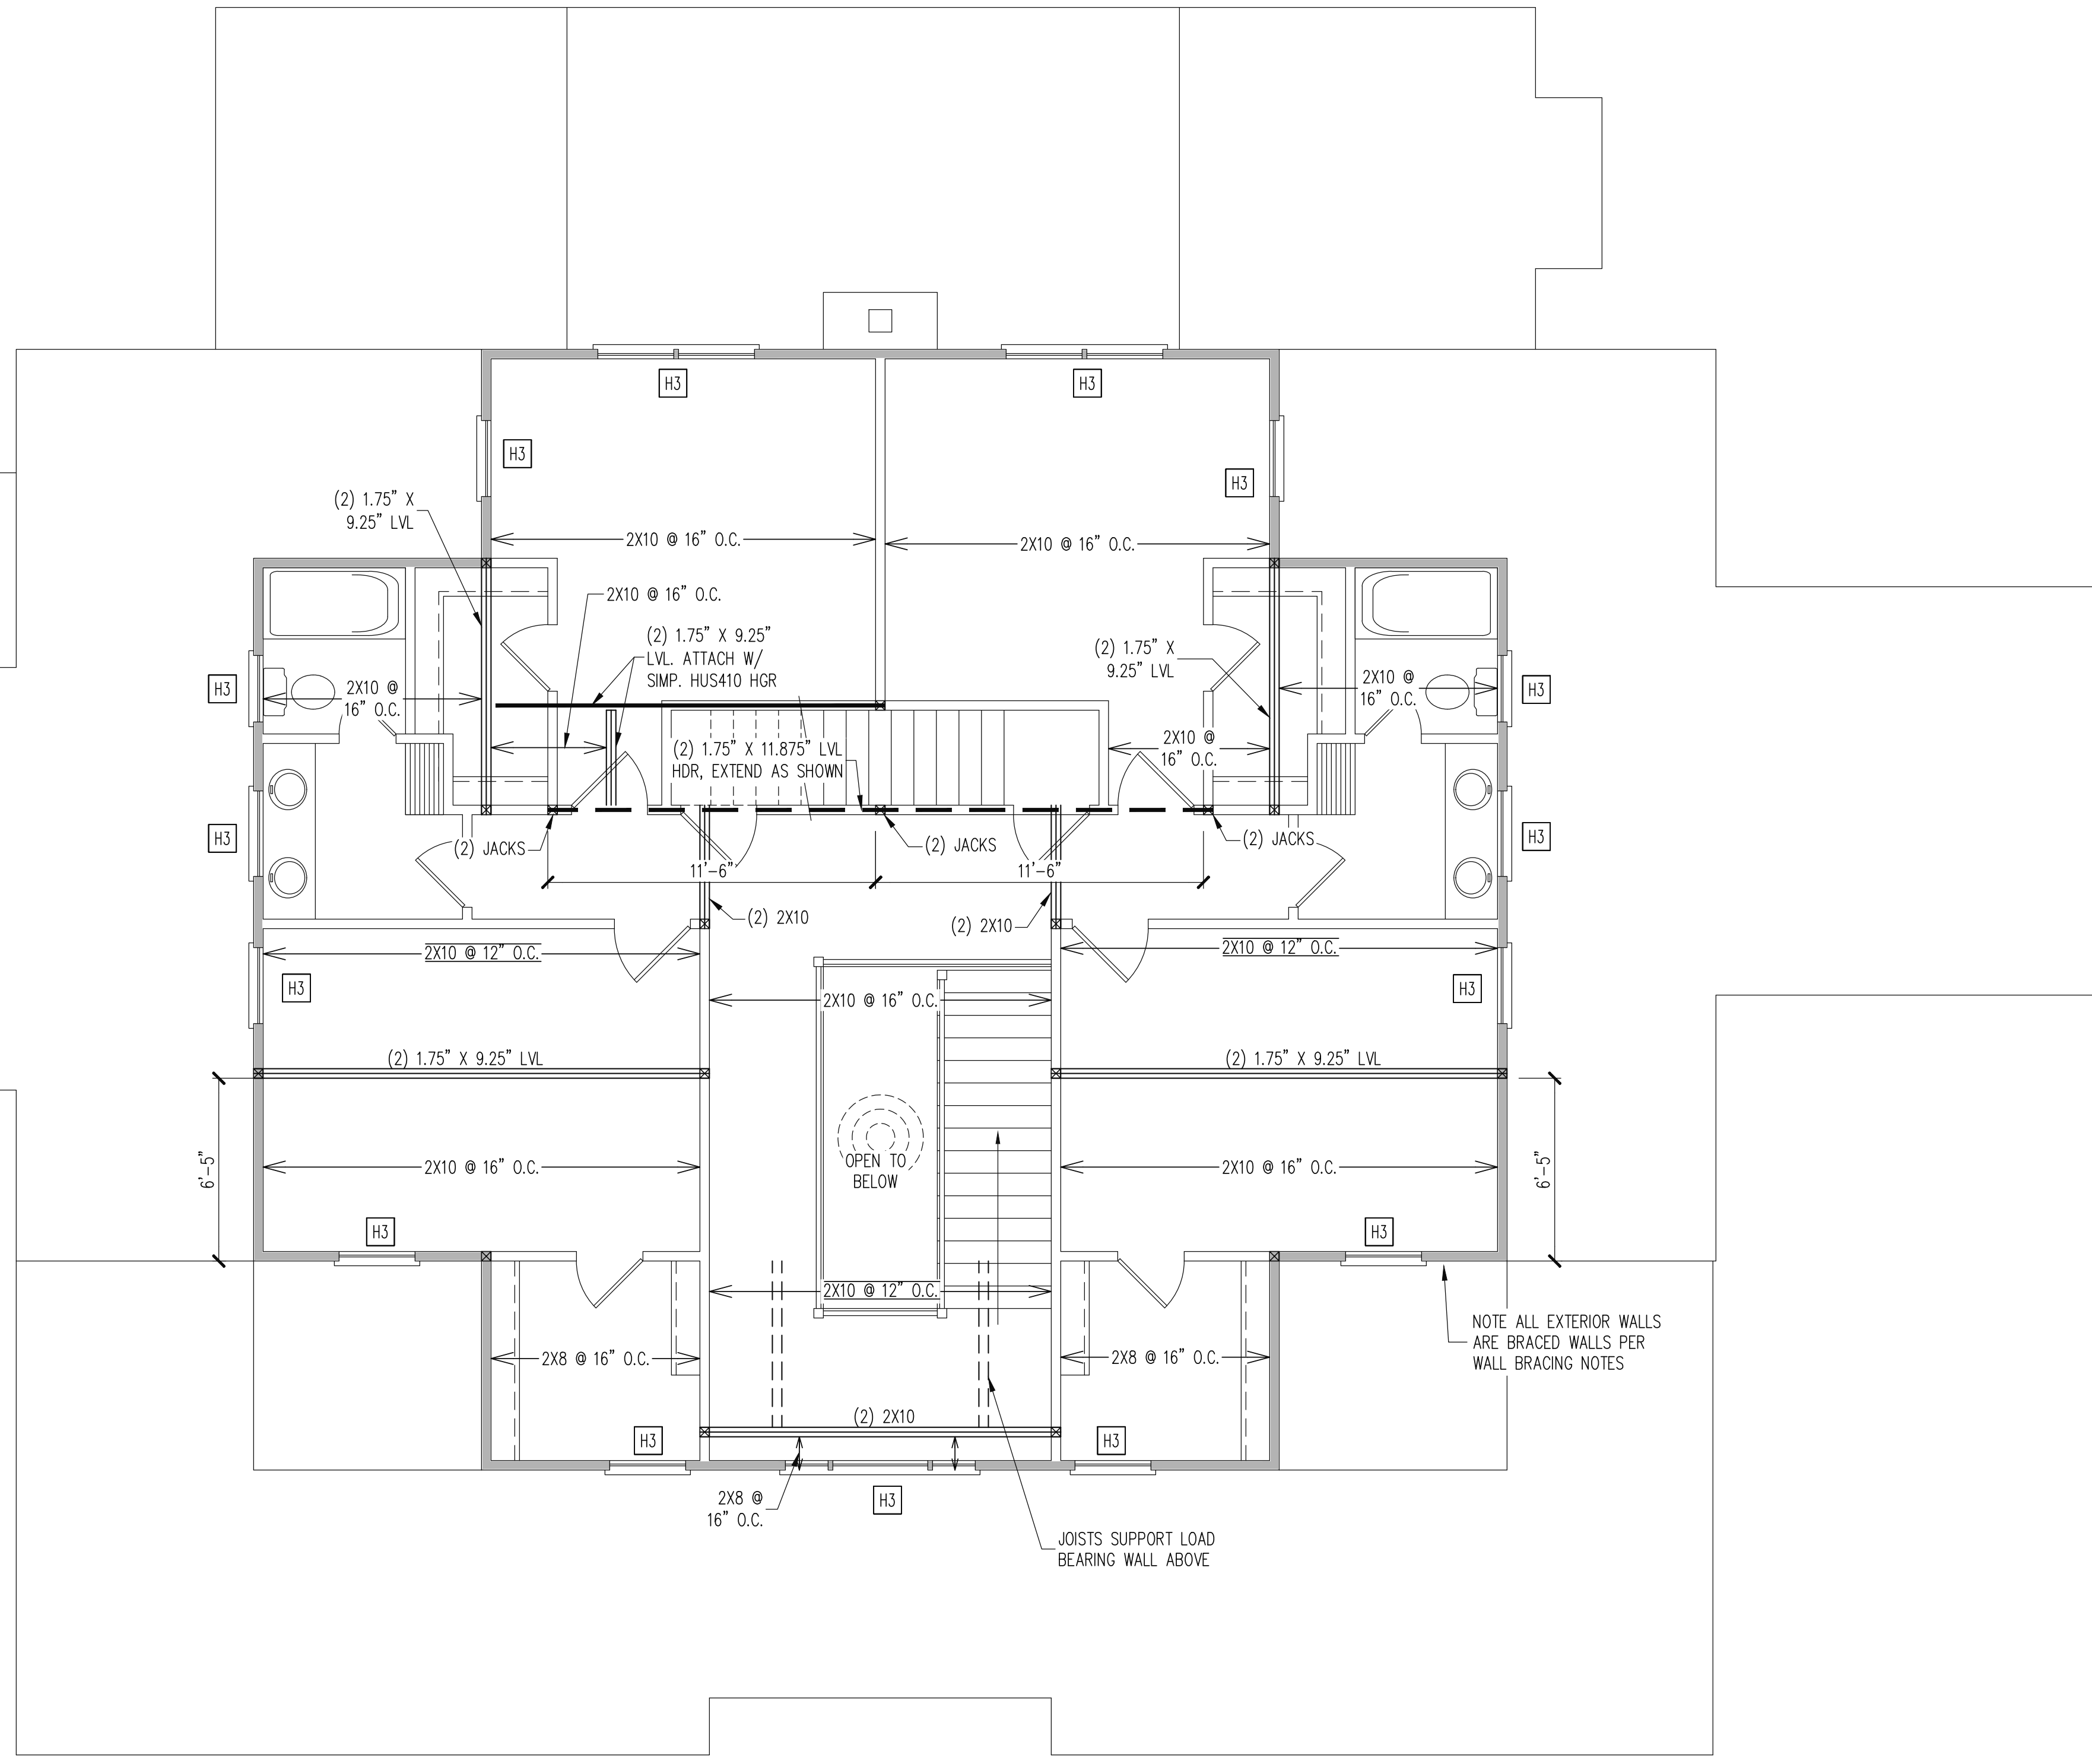 H3
H3
H3
H3
(2) 1.75” X
9.25” LVL
2X10 @ 16” O.C.
2X10 @ 16” O.C.
2X10 @ 16” O.C.
(2) 1.75” X 9.25”
LVL. ATTACH W/
SIMP. HUS410 HGR
(2) 1.75” X
9.25” LVL
H3
2X10 @
16” O.C.
2X10 @
16” O.C.
H3
(2) 1.75” X 11.875” LVL
HDR, EXTEND AS SHOWN
2X10 @
16” O.C.
H3
(2) JACKS
(2) JACKS
(2) JACKS
H3
11'-6”
11'-6”
(2) 2X10
(2) 2X10
2X10 @ 12” O.C.
2X10 @ 12” O.C.
H3
2X10 @ 16” O.C.
H3
(2) 1.75” X 9.25” LVL
(2) 1.75” X 9.25” LVL
6'-5”
2X10 @ 16” O.C.
OPEN TO
BELOW
2X10 @ 16” O.C.
6'-5”
H3
H3
2X10 @ 12” O.C.
NOTE ALL EXTERIOR WALLS
ARE BRACED WALLS PER
WALL BRACING NOTES
2X8 @ 16” O.C.
2X8 @ 16” O.C.
(2) 2X10
H3
H3
2X8 @
16” O.C.
H3
JOISTS SUPPORT LOAD
BEARING WALL ABOVE